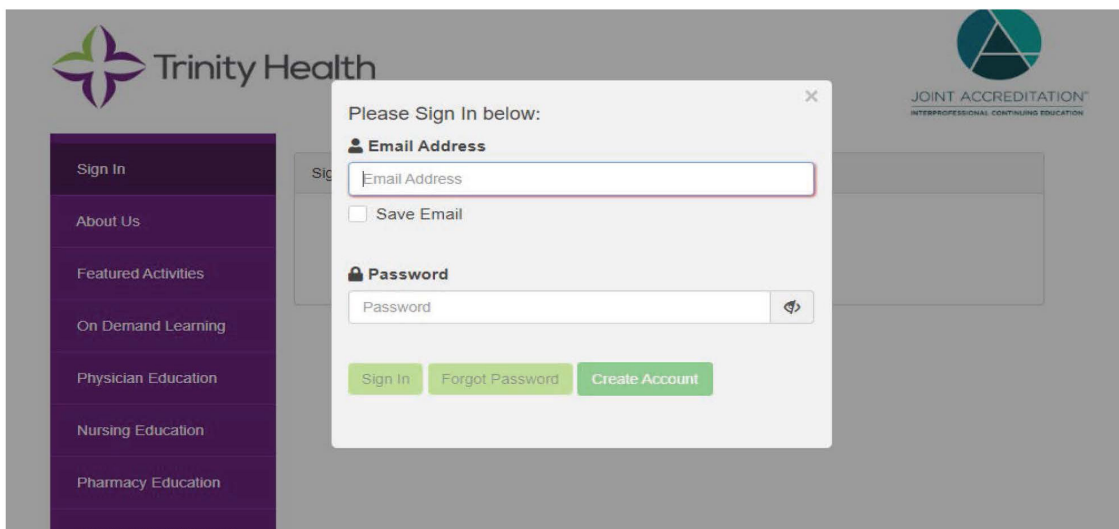 Trinity Health
JOINT ACCREDITATION™
INTERPROFESSIONAL CONTINUING EDUCATION
Sign In
About Us
Featured Activities
On Demand Learning
Physician Education
Nursing Education
Pharmacy Education
Sig
Please Sign In below:
×
Email Address
Email Address
Save Email
Password
Password
Sign In
Forgot Password
Create Account